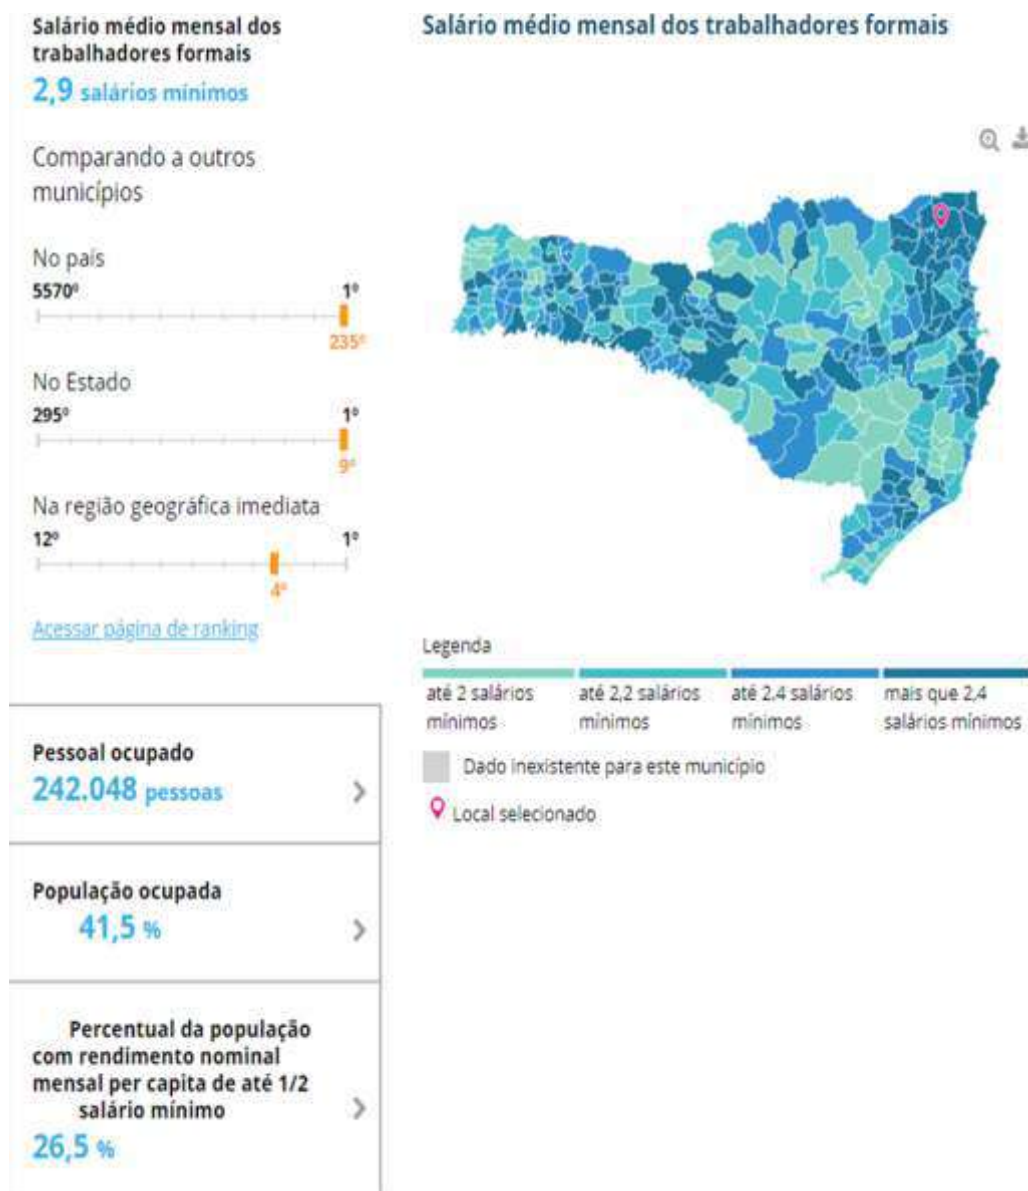 Salário médio mensal dos
trabalhadores formais
2,9 salários mínimos
Comparando a outros
municípios
No país
5570º 1º
235º
No Estado
295º 1º
9º
Na região geográfica imediata
12º 1º
4º
Acessar página de ranking
Pessoal ocupado
242.048 pessoas
População ocupada
41,5 %
Percentual da população
com rendimento nominal
mensal per capita de até 1/2
salário mínimo
26,5 %
Salário médio mensal dos trabalhadores formais
Legenda
até 2 salários
mínimos
até 2,2 salários
mínimos
até 2,4 salários
mínimos
mais que 2,4
salários mínimos
Dado inexistente para este município
Local selecionado